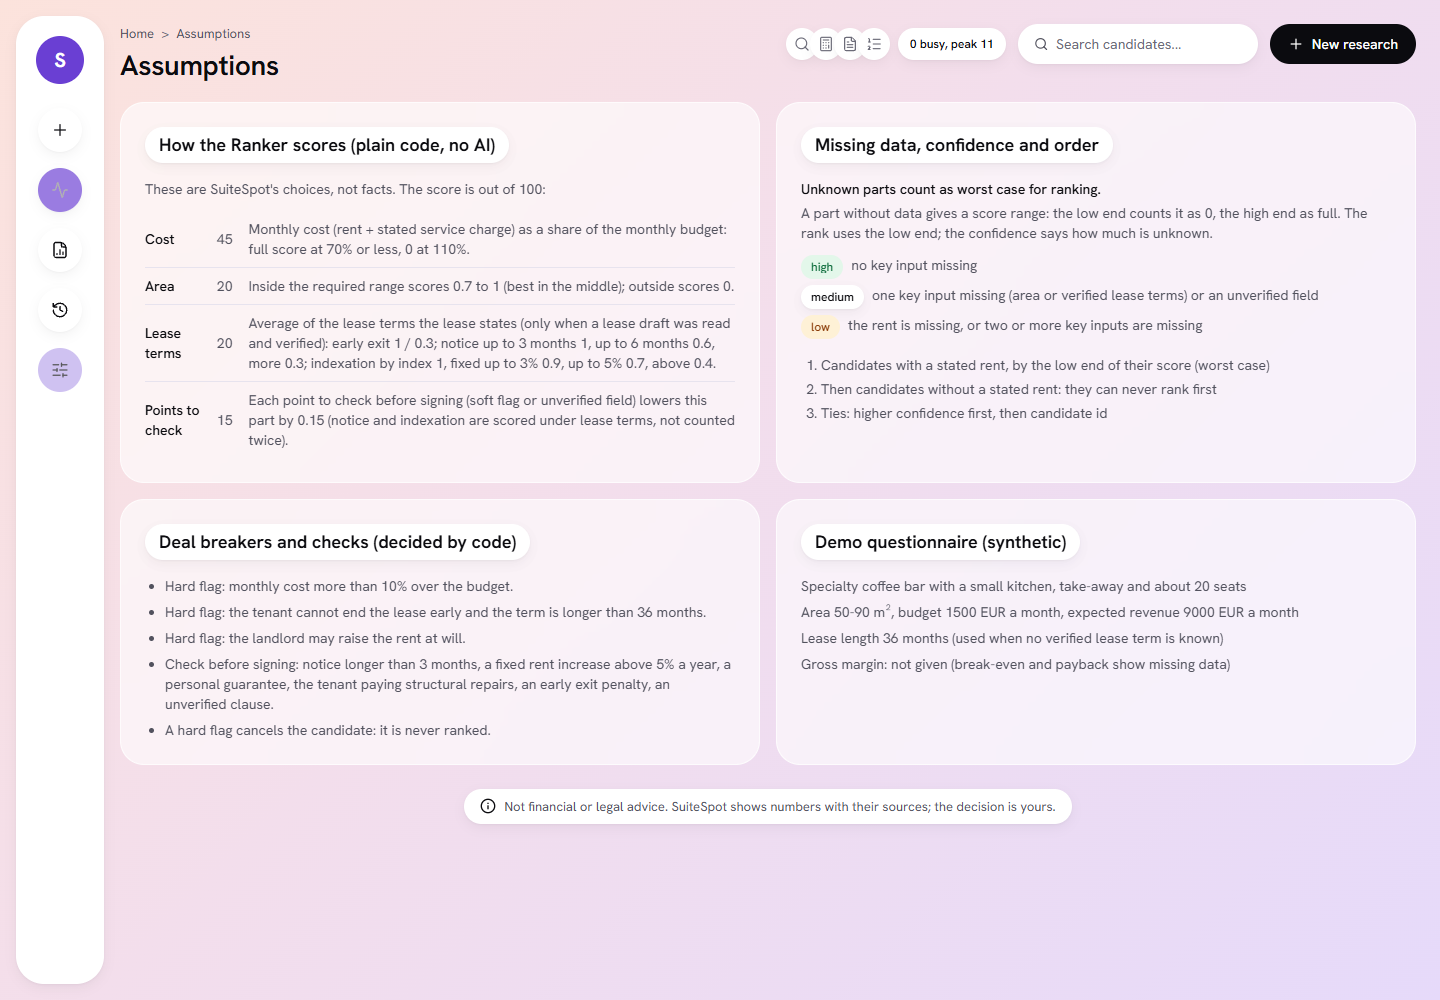 S
Home > Assumptions
Assumptions
0 busy, peak 11
Search candidates...
New research
How the Ranker scores (plain code, no AI)
These are SuiteSpot's choices, not facts. The score is out of 100:
Cost 45 Monthly cost (rent + stated service charge) as a share of the monthly budget:
full score at 70% or less, 0 at 110%.
Area 20 Inside the required range scores 0.7 to 1 (best in the middle); outside scores 0.
Lease terms 20 Average of the lease terms the lease states (only when a lease draft was read
and verified): early exit 1 / 0.3; notice up to 3 months 1, up to 6 months 0.6,
more 0.3; indexation by index 1, fixed up to 3% 0.9, up to 5% 0.7, above 0.4.
Points to check 15 Each point to check before signing (soft flag or unverified field) lowers this
part by 0.15 (notice and indexation are scored under lease terms, not counted
twice).
Missing data, confidence and order
Unknown parts count as worst case for ranking.
A part without data gives a score range: the low end counts it as 0, the high end as full. The
rank uses the low end; the confidence says how much is unknown.
high no key input missing
medium one key input missing (area or verified lease terms) or an unverified field
low the rent is missing, or two or more key inputs are missing
1. Candidates with a stated rent, by the low end of their score (worst case)
2. Then candidates without a stated rent: they can never rank first
3. Ties: higher confidence first, then candidate id
Deal breakers and checks (decided by code)
• Hard flag: monthly cost more than 10% over the budget.
• Hard flag: the tenant cannot end the lease early and the term is longer than 36 months.
• Hard flag: the landlord may raise the rent at will.
• Check before signing: notice longer than 3 months, a fixed rent increase above 5% a year, a
personal guarantee, the tenant paying structural repairs, an early exit penalty, an
unverified clause.
• A hard flag cancels the candidate: it is never ranked.
Demo questionnaire (synthetic)
Specialty coffee bar with a small kitchen, take-away and about 20 seats
Area 50-90 m², budget 1500 EUR a month, expected revenue 9000 EUR a month
Lease length 36 months (used when no verified lease term is known)
Gross margin: not given (break-even and payback show missing data)
Not financial or legal advice. SuiteSpot shows numbers with their sources; the decision is yours.